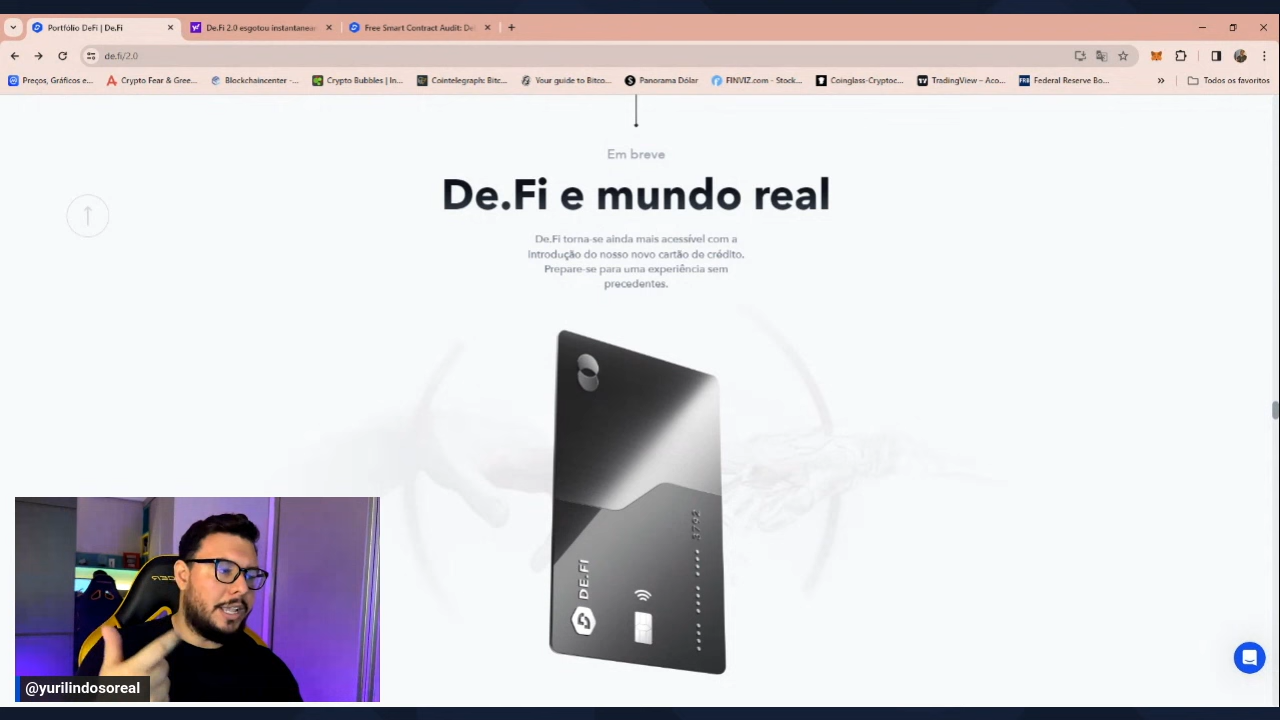 Portfólio DeFi | De.Fi
De.Fi 2.0 esgotou instantanear
Free Smart Contract Audit: De
de.fi/2.0
Preços, Gráficos e...
Crypto Fear & Gree...
Blockchaincenter -...
Crypto Bubbles | In...
Cointelegraph: Bitc...
Your guide to Bitco...
Panorama Dólar
FINVIZ.com - Stock...
Coinglass-Cryptoc...
TradingView – Aco...
Federal Reserve Bo...
Todos os favoritos
Em breve
De.Fi e mundo real
De.Fi torna-se ainda mais acessível com a
introdução do nosso novo cartão de crédito.
Prepare-se para uma experiência sem
precedentes.
DE.FI
@yurilindosoreal